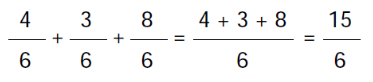 4/6 + 3/6 + 8/6 = (4 + 3 + 8)/6 = 15/6